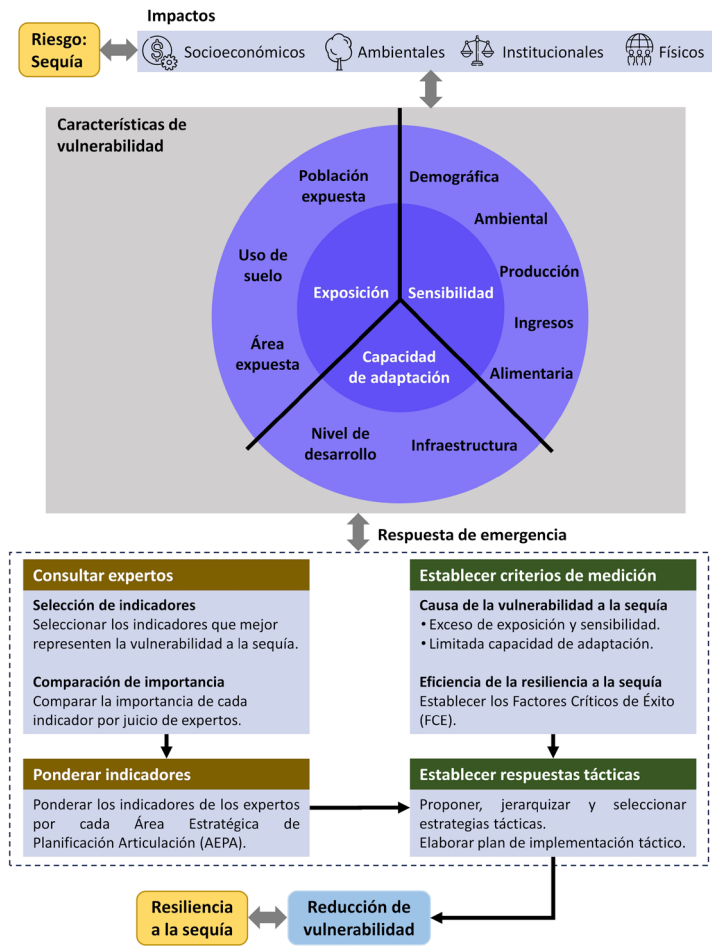 Impactos
Riesgo:
Sequía
Socioeconómicos
Ambientales
Institucionales
Físicos
Características de
vulnerabilidad
Población
expuesta
Uso de
suelo
Área
expuesta
Exposición
Demográfica
Ambiental
Producción
Ingresos
Alimentaria
Sensibilidad
Capacidad
de adaptación
Nivel de
desarrollo
Infraestructura
Respuesta de emergencia
Consultar expertos
Selección de indicadores
Seleccionar los indicadores que mejor
representen la vulnerabilidad a la sequía.
Comparación de importancia
Comparar la importancia de cada
indicador por juicio de expertos.
Establecer criterios de medición
Causa de la vulnerabilidad a la sequía
• Exceso de exposición y sensibilidad.
• Limitada capacidad de adaptación.
Eficiencia de la resiliencia a la sequía
Establecer los Factores Críticos de Éxito
(FCE).
Ponderar indicadores
Ponderar los indicadores de los expertos
por cada Área Estratégica de
Planificación Articulación (AEPA).
Establecer respuestas tácticas
Proponer, jerarquizar y seleccionar
estrategias tácticas.
Elaborar plan de implementación táctico.
Resiliencia
a la sequía
Reducción de
vulnerabilidad